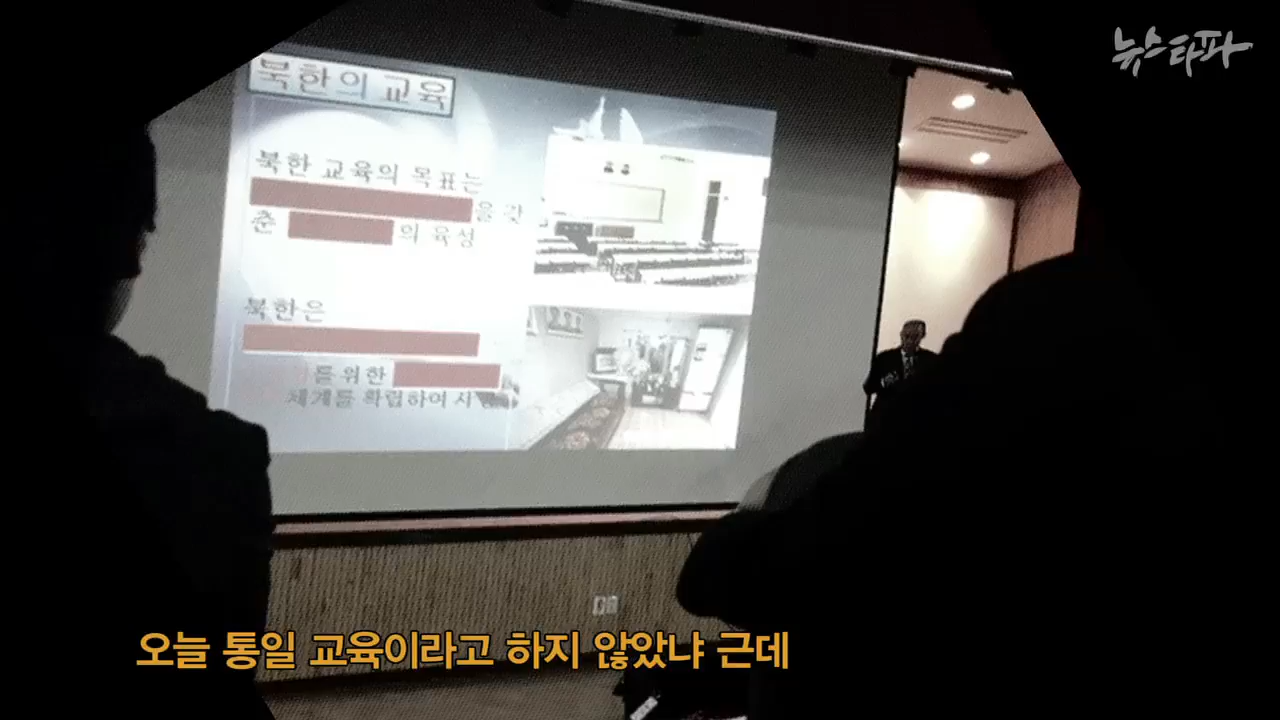 뉴스타파
북한의 교육
북한 교육의 목표는
을 갖
춘 의 육성
북한은
를 위한
체계를 확립하여
오늘 통일 교육이라고 하지 않았냐 근데